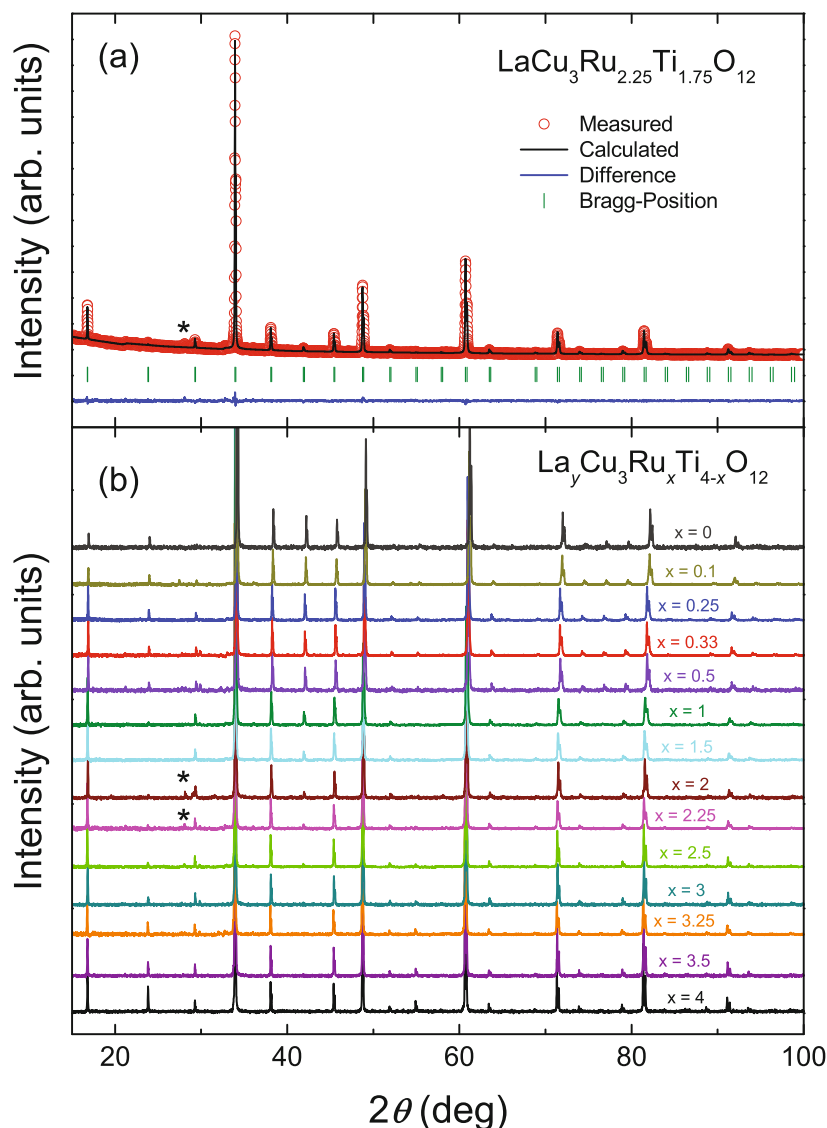 (a)
LaCu3Ru2.25Ti1.75O12
Measured
Calculated
Difference
Bragg-Position
*
Intensity (arb. units)
(b)
LayCu3RuxTi4-xO12
x = 0
x = 0.1
x = 0.25
x = 0.33
x = 0.5
x = 1
x = 1.5
* x = 2
* x = 2.25
x = 2.5
x = 3
x = 3.25
x = 3.5
x = 4
Intensity (arb. units)
20 40 60 80 100
2θ (deg)